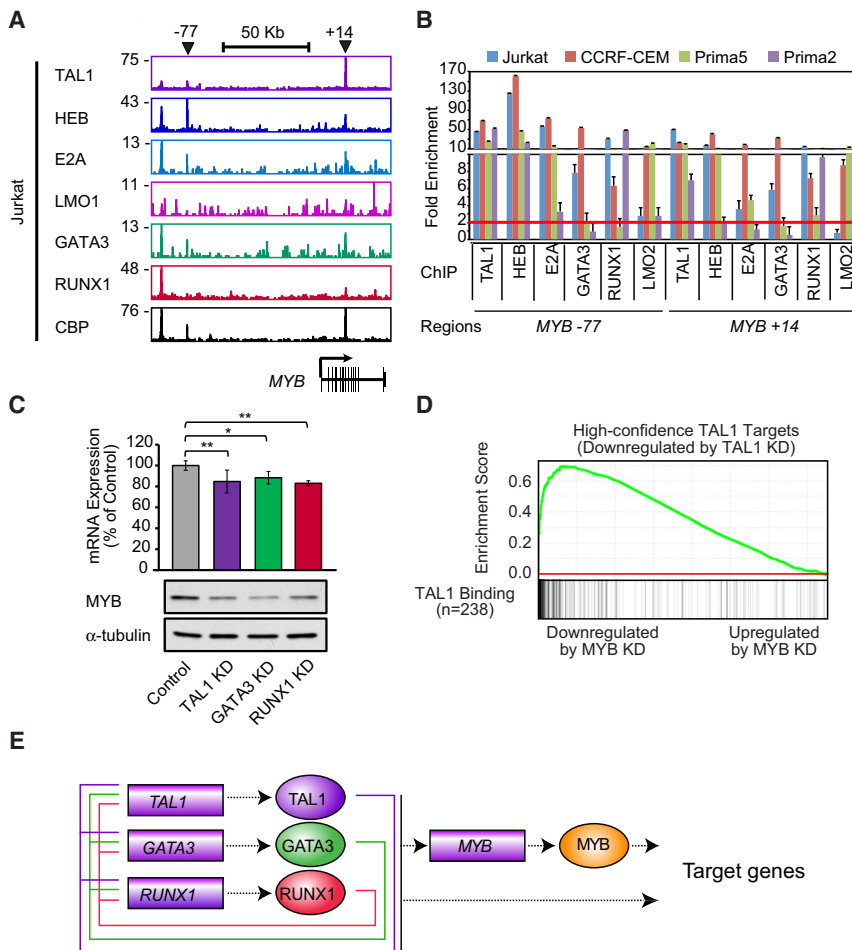 A
-77
50 Kb
+14
Jurkat
TAL1
75 -
HEB
43 -
E2A
13 -
LMO1
11 -
GATA3
13 -
RUNX1
48 -
CBP
76 -
MYB
B
Jurkat CCRF-CEM Prima5 Prima2
Fold Enrichment
170
130
90
50
10
8
6
4
2
0
ChIP
TAL1 HEB E2A GATA3 RUNX1 LMO2 TAL1 HEB E2A GATA3 RUNX1 LMO2
Regions MYB -77 MYB +14
C
mRNA Expression
(% of Control)
120
100
80
60
40
20
0
**
*
**
MYB
α-tubulin
Control TAL1 KD GATA3 KD RUNX1 KD
D
High-confidence TAL1 Targets
(Downregulated by TAL1 KD)
Enrichment Score
0.6
0.4
0.2
0.0
TAL1 Binding
(n=238)
Downregulated
by MYB KD
Upregulated
by MYB KD
E
TAL1 TAL1
GATA3 GATA3
RUNX1 RUNX1
MYB MYB
Target genes